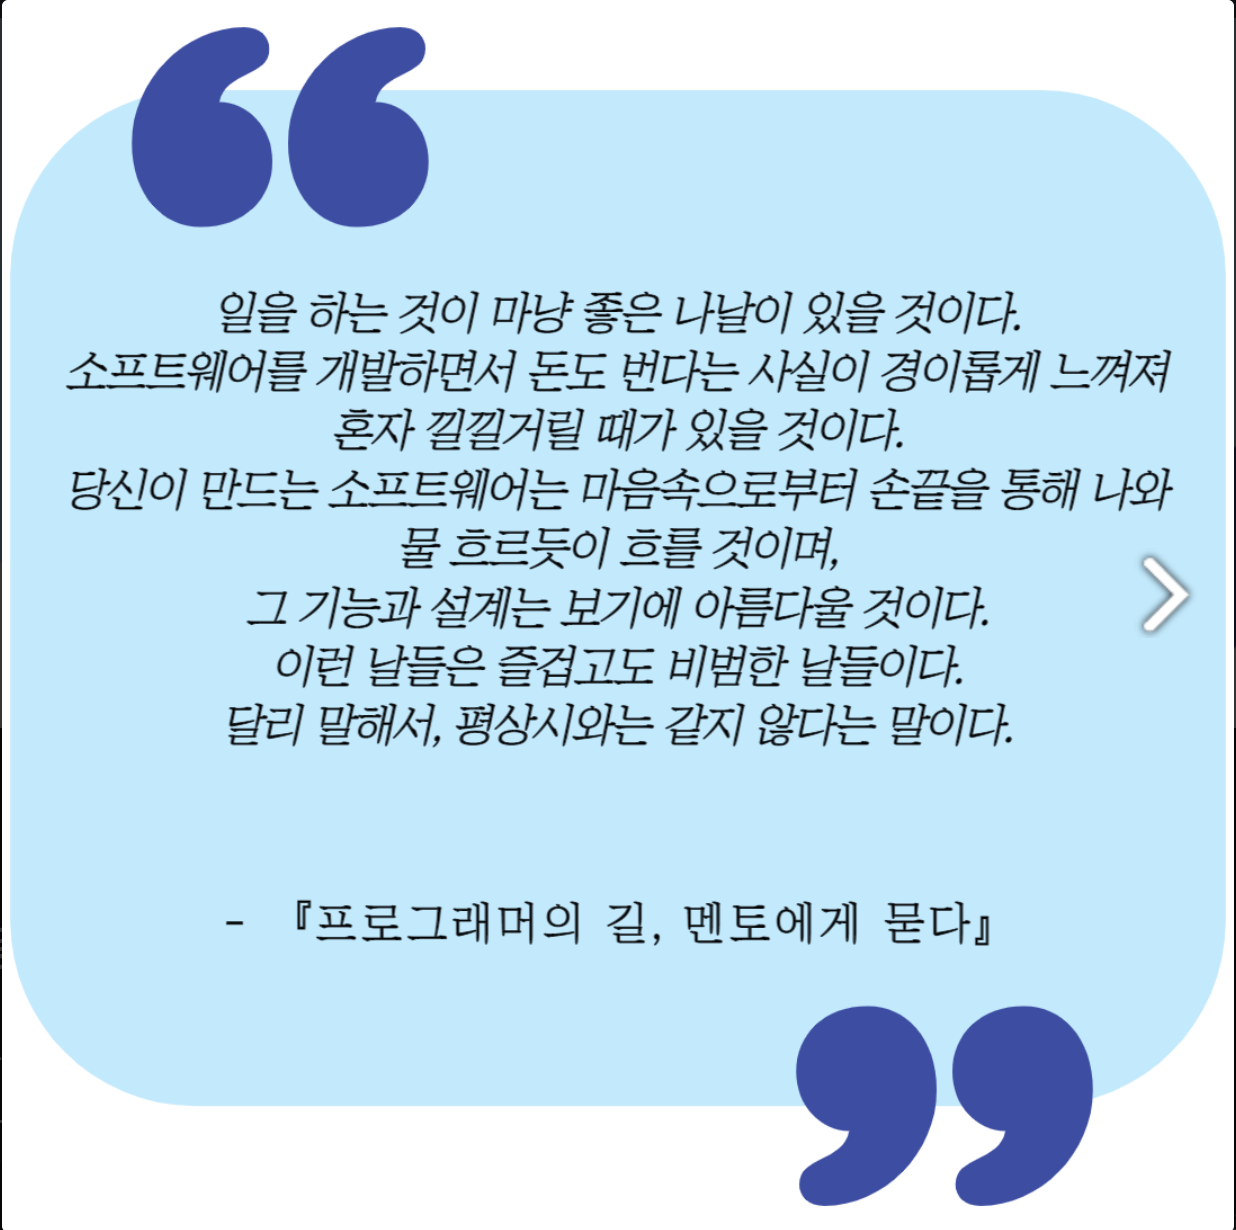 일을 하는 것이 마냥 좋은 나날이 있을 것이다.
소프트웨어를 개발하면서 돈도 번다는 사실이 경이롭게 느껴져
혼자 낄낄거릴 때가 있을 것이다.
당신이 만드는 소프트웨어는 마음속으로부터 손끝을 통해 나와
물 흐르듯이 흐를 것이며,
그 기능과 설계는 보기에 아름다울 것이다.
이런 날들은 즐겁고도 비범한 날들이다.
달리 말해서, 평상시와는 같지 않다는 말이다.
- 『프로그래머의 길, 멘토에게 묻다』